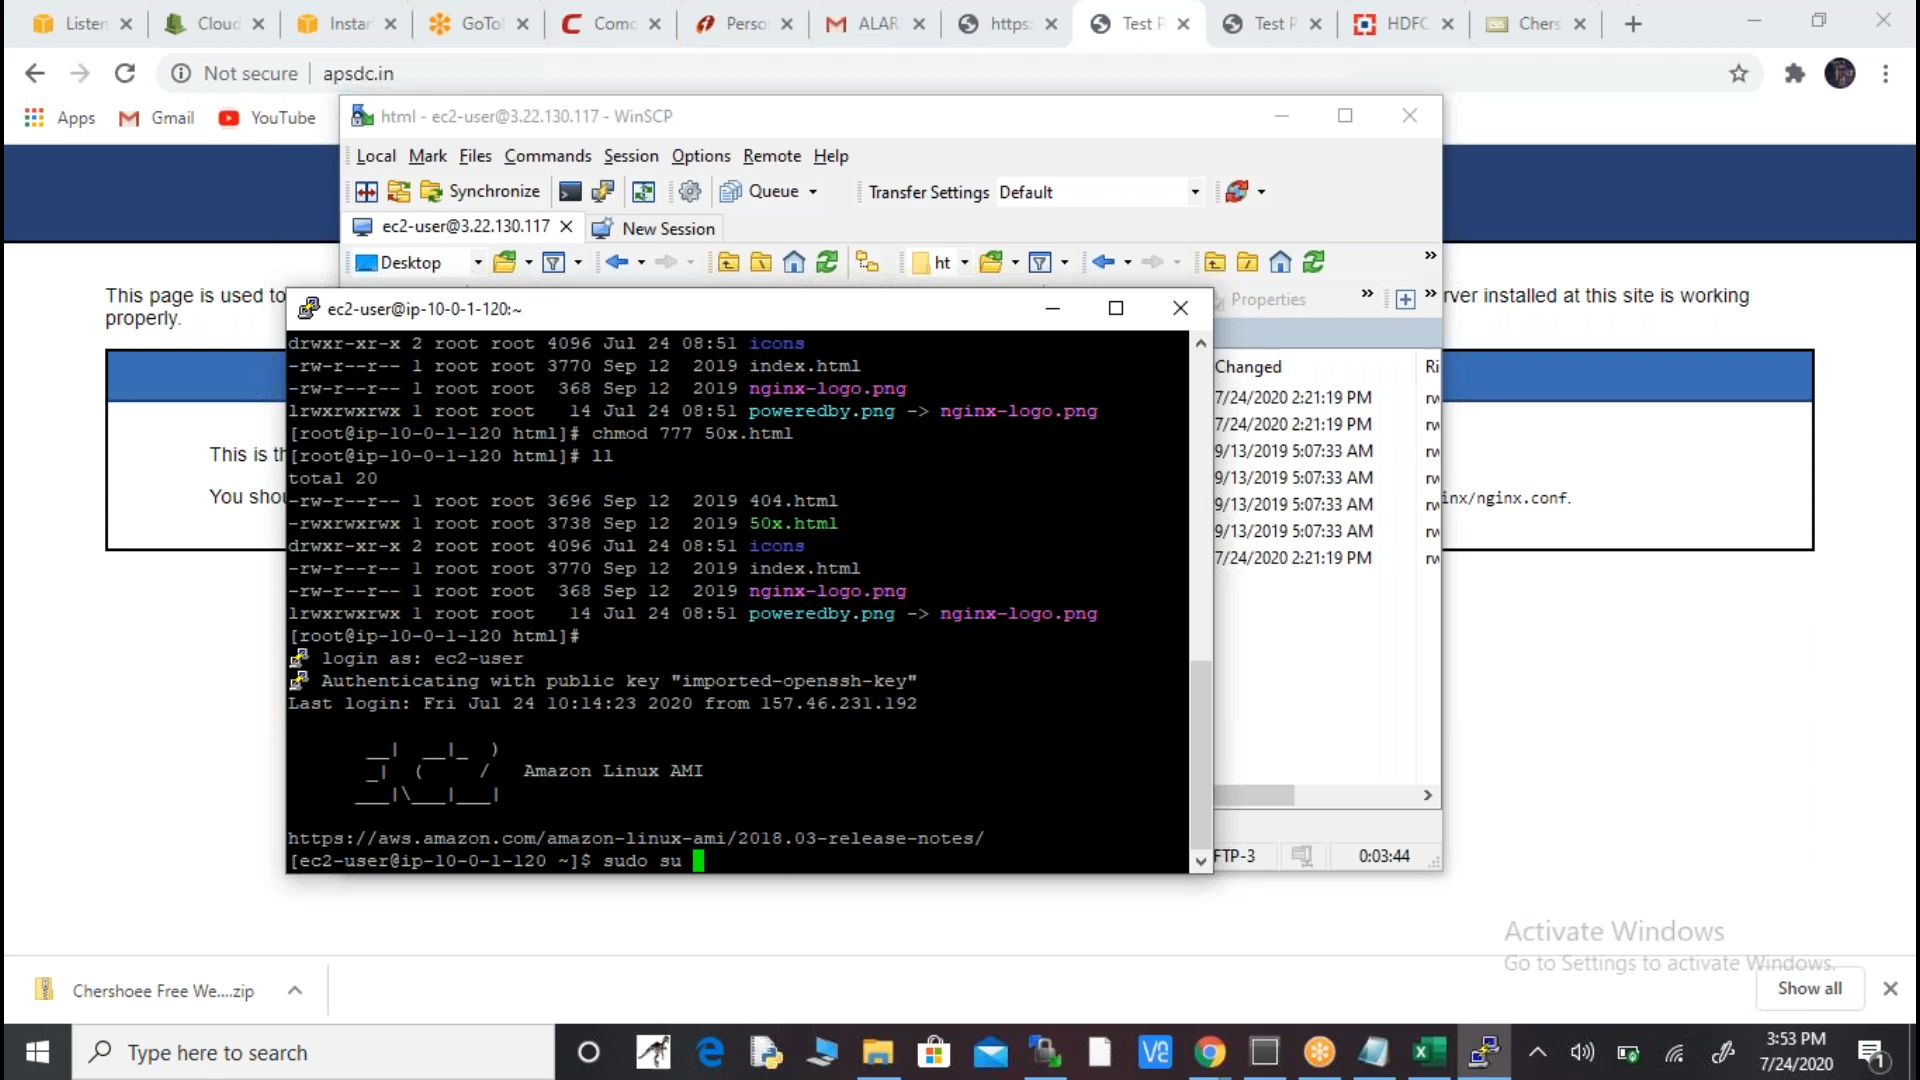 Listen
Cloud
Instar
GoTo
Como
Perso
ALAR
https:
Test P
Test P
HDFC
Chers
Not secure
apsdc.in
Apps
Gmail
YouTube
html - ec2-user@3.22.130.117 - WinSCP
Local Mark Files Commands Session Options Remote Help
Synchronize
Queue
Transfer Settings Default
ec2-user@3.22.130.117
New Session
Desktop
ht
Properties
This page is used to
rver installed at this site is working
properly.
This is th
You shou
inx/nginx.conf.
Changed
Ri
7/24/2020 2:21:19 PM
7/24/2020 2:21:19 PM
9/13/2019 5:07:33 AM
9/13/2019 5:07:33 AM
9/13/2019 5:07:33 AM
9/13/2019 5:07:33 AM
7/24/2020 2:21:19 PM
FTP-3
0:03:44
ec2-user@ip-10-0-1-120:~
drwxr-xr-x 2 root root 4096 Jul 24 08:51 icons
-rw-r--r-- 1 root root 3770 Sep 12  2019 index.html
-rw-r--r-- 1 root root  368 Sep 12  2019 nginx-logo.png
lrwxrwxrwx 1 root root   14 Jul 24 08:51 poweredby.png -> nginx-logo.png
[root@ip-10-0-1-120 html]# chmod 777 50x.html
[root@ip-10-0-1-120 html]# ll
total 20
-rw-r--r-- 1 root root 3696 Sep 12  2019 404.html
-rwxrwxrwx 1 root root 3738 Sep 12  2019 50x.html
drwxr-xr-x 2 root root 4096 Jul 24 08:51 icons
-rw-r--r-- 1 root root 3770 Sep 12  2019 index.html
-rw-r--r-- 1 root root  368 Sep 12  2019 nginx-logo.png
lrwxrwxrwx 1 root root   14 Jul 24 08:51 poweredby.png -> nginx-logo.png
[root@ip-10-0-1-120 html]#
login as: ec2-user
Authenticating with public key "imported-openssh-key"
Last login: Fri Jul 24 10:14:23 2020 from 157.46.231.192
Amazon Linux AMI
https://aws.amazon.com/amazon-linux-ami/2018.03-release-notes/
[ec2-user@ip-10-0-1-120 ~]$ sudo su
Activate Windows
Go to Settings to activate Windows.
Chershoee Free We....zip
Show all
Type here to search
3:53 PM
7/24/2020
1